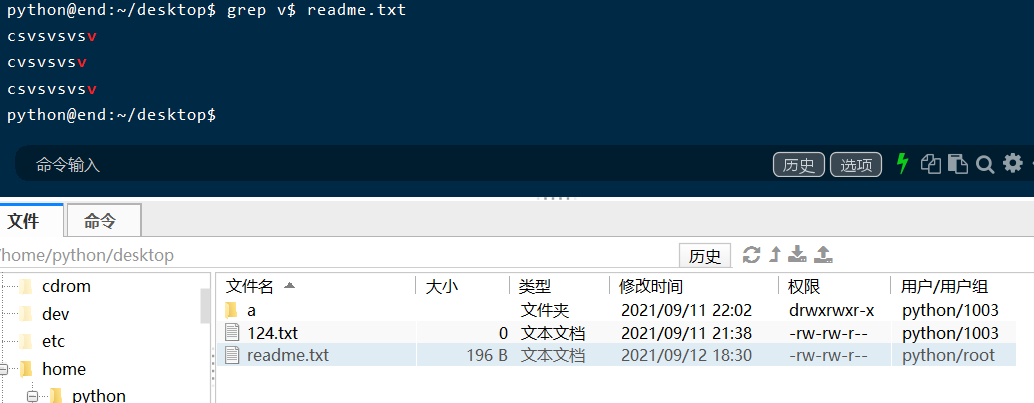 python@end:~/desktop$ grep v$ readme.txt
csvsvsvsv
cvsvsvsv
csvsvsvsv
python@end:~/desktop$
命令输入 历史 选项
文件 命令
/home/python/desktop 历史
文件名 大小 类型 修改时间 权限 用户/用户组
cdrom
dev
etc
home
python
a 文件夹 2021/09/11 22:02 drwxrwxr-x python/1003
124.txt 0 文本文档 2021/09/11 21:38 -rw-rw-r-- python/1003
readme.txt 196 B 文本文档 2021/09/12 18:30 -rw-rw-r-- python/root